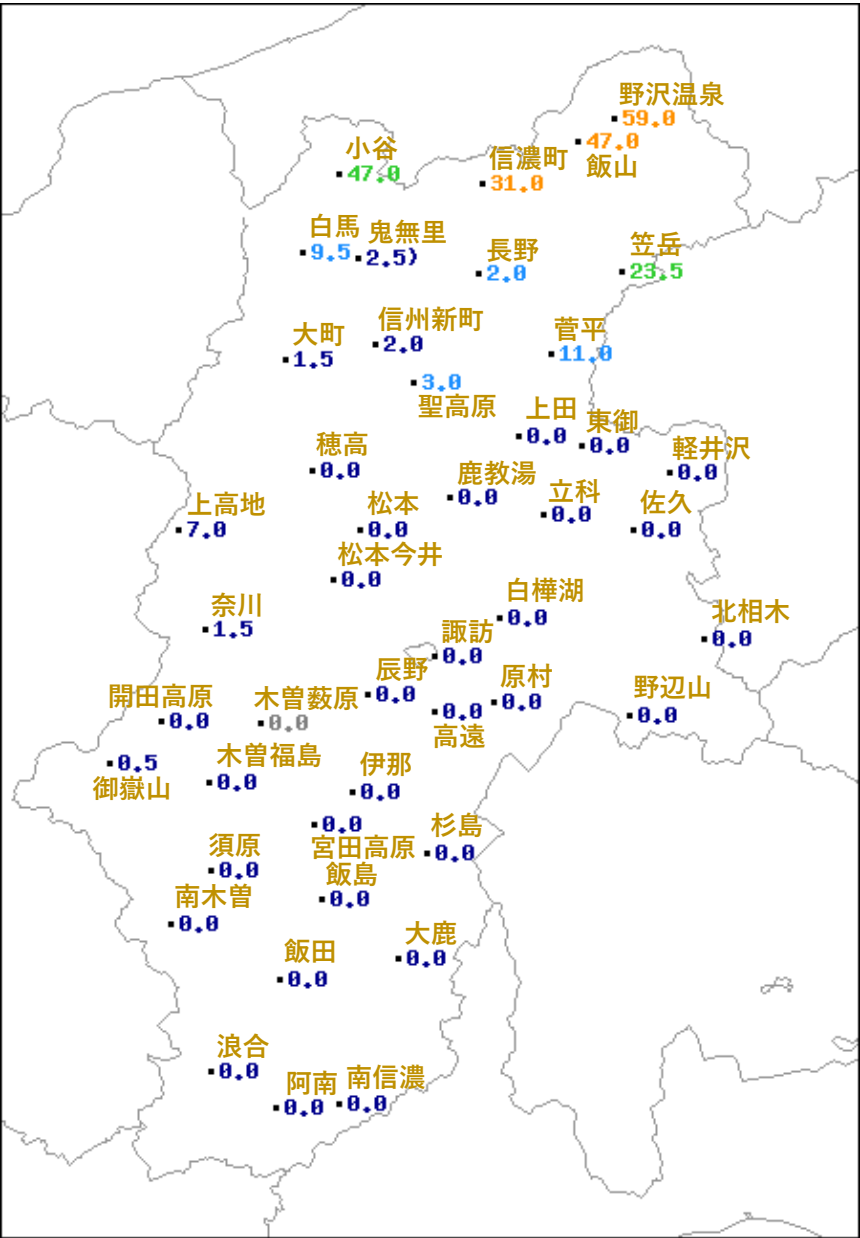 野沢温泉
59.0
47.0
飯山
小谷
47.0
信濃町
31.0
白馬
9.5
鬼無里
2.5)
長野
2.0
笠岳
23.5
大町
1.5
信州新町
2.0
菅平
11.0
3.0
聖高原
上田
0.0
東御
0.0
穂高
0.0
鹿教湯
0.0
軽井沢
0.0
上高地
7.0
松本
0.0
立科
0.0
佐久
0.0
松本今井
0.0
白樺湖
0.0
奈川
1.5
諏訪
0.0
北相木
0.0
辰野
0.0
原村
0.0
開田高原
0.0
木曽薮原
0.0
0.0
高遠
野辺山
0.0
0.5
御嶽山
木曽福島
0.0
伊那
0.0
0.0
宮田高原
杉島
0.0
須原
0.0
飯島
0.0
南木曽
0.0
大鹿
0.0
飯田
0.0
浪合
0.0
阿南
0.0
南信濃
0.0